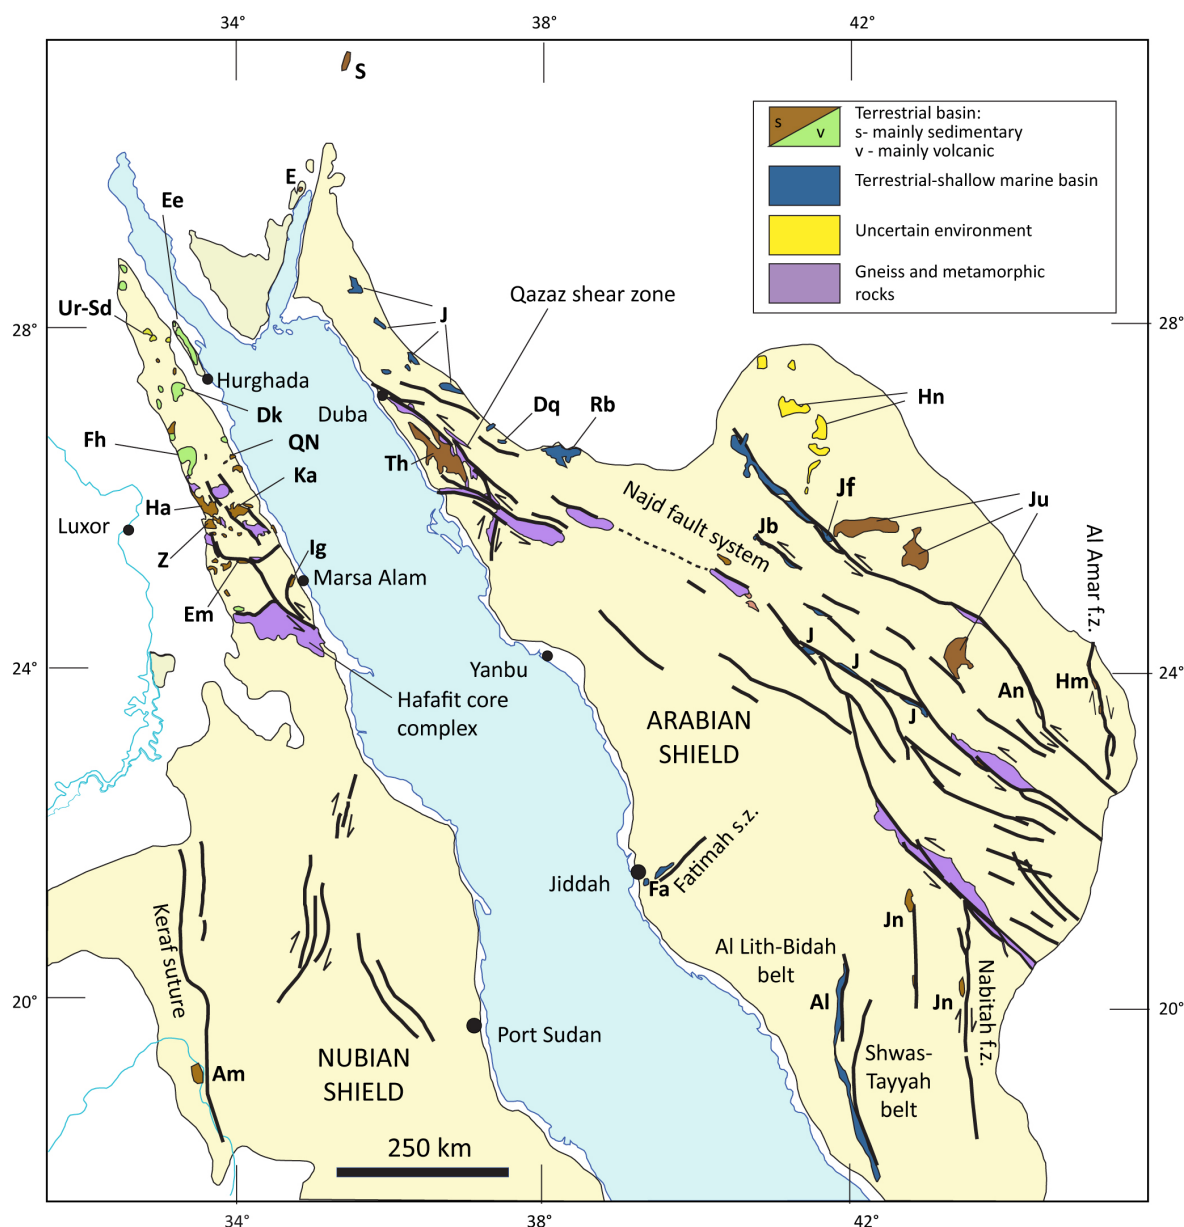 34°
38°
42°
S
s
v
Terrestrial basin:
s- mainly sedimentary
v - mainly volcanic
Terrestrial-shallow marine basin
Uncertain environment
Gneiss and metamorphic
rocks
E
Ee
Qazaz shear zone
Ur-Sd
J
28°
28°
Hurghada
Duba
Dk
Dq
Rb
Hn
Fh
QN
Th
Ka
Ha
Najd fault system
Jf
Ju
Luxor
Jb
Z
Ig
Marsa Alam
Al Amar f.z.
Em
J
J
24°
Yanbu
24°
An
Hm
Hafafit core
complex
J
ARABIAN
SHIELD
Fatimah s.z.
Jiddah
Fa
Keraf suture
Jn
Al Lith-Bidah
belt
Nabitah f.z.
20°
Al
Jn
20°
Port Sudan
Shwas-
Tayyah
belt
NUBIAN
SHIELD
Am
250 km
34°
38°
42°